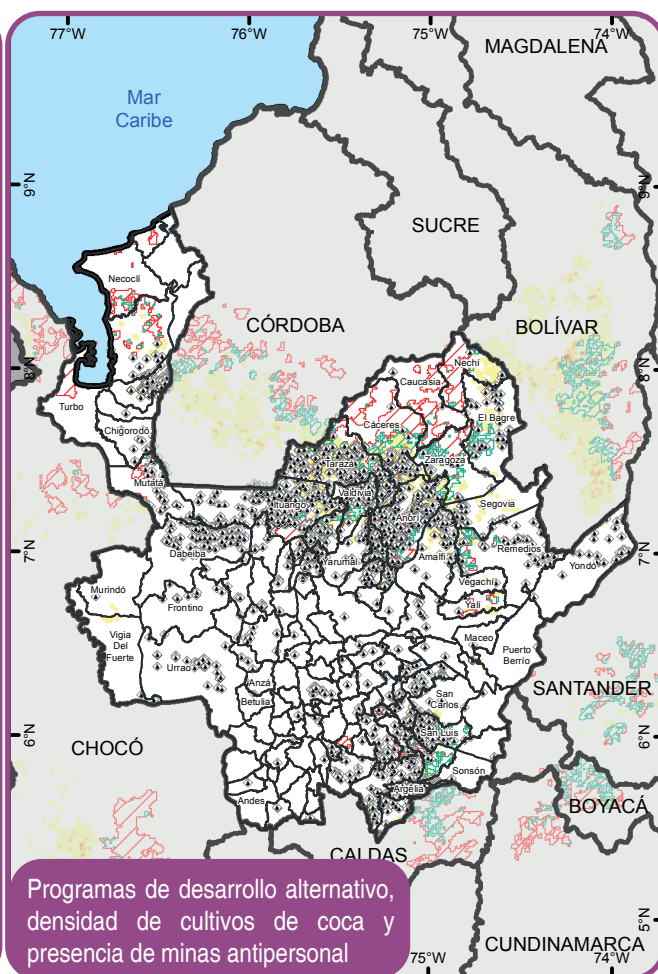 77°W 76°W 75°W 74°W
MAGDALENA
Mar
Caribe
9°N 9°N
SUCRE
Necoclí
CÓRDOBA
BOLÍVAR
Nechí
8°N 8°N
Caucasia
Turbo
El Bagre
Cáceres
Chigorodó
Tarazá
Zaragoza
Mutatá
Valdivia
Ituango
Segovia
Anorí
7°N 7°N
Dabeiba
Yarumal
Amalfi
Remedios
Yondó
Vegachí
Murindó
Frontino
Yalí
Vigia
Del
Fuerte
Maceo
Puerto
Berrío
Urrao
Anzá
Betulia
San
Carlos
SANTANDER
6°N 6°N
CHOCÓ
San Luis
Sonsón
Andes
Argelia
BOYACÁ
CALDAS
Programas de desarrollo alternativo,
densidad de cultivos de coca y
presencia de minas antipersonal
5°N
CUNDINAMARCA
75°W 74°W